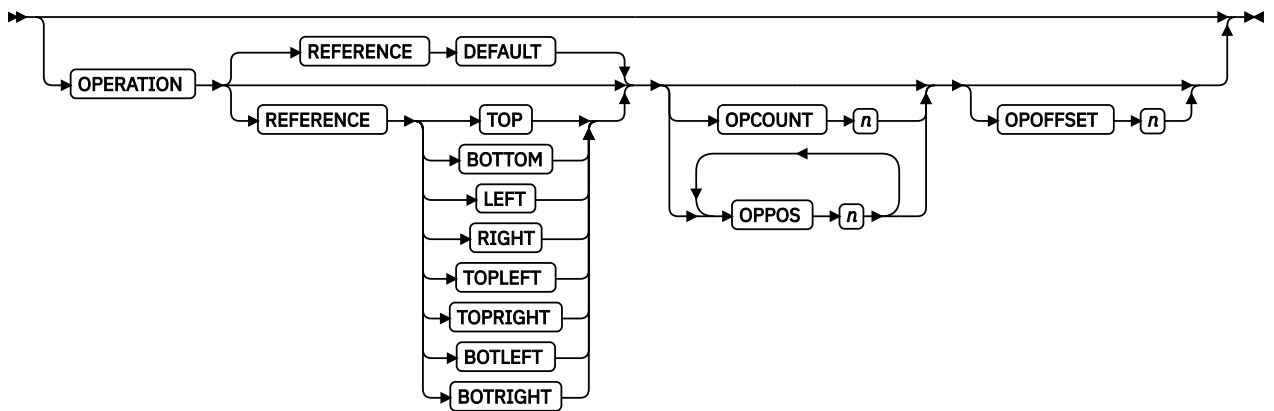 REFERENCE DEFAULT
OPERATION
REFERENCE TOP OPCOUNT n OPOFFSET n
BOTTOM
LEFT
OPPOS n
RIGHT
TOPLEFT
TOPRIGHT
BOTLEFT
BOTRIGHT